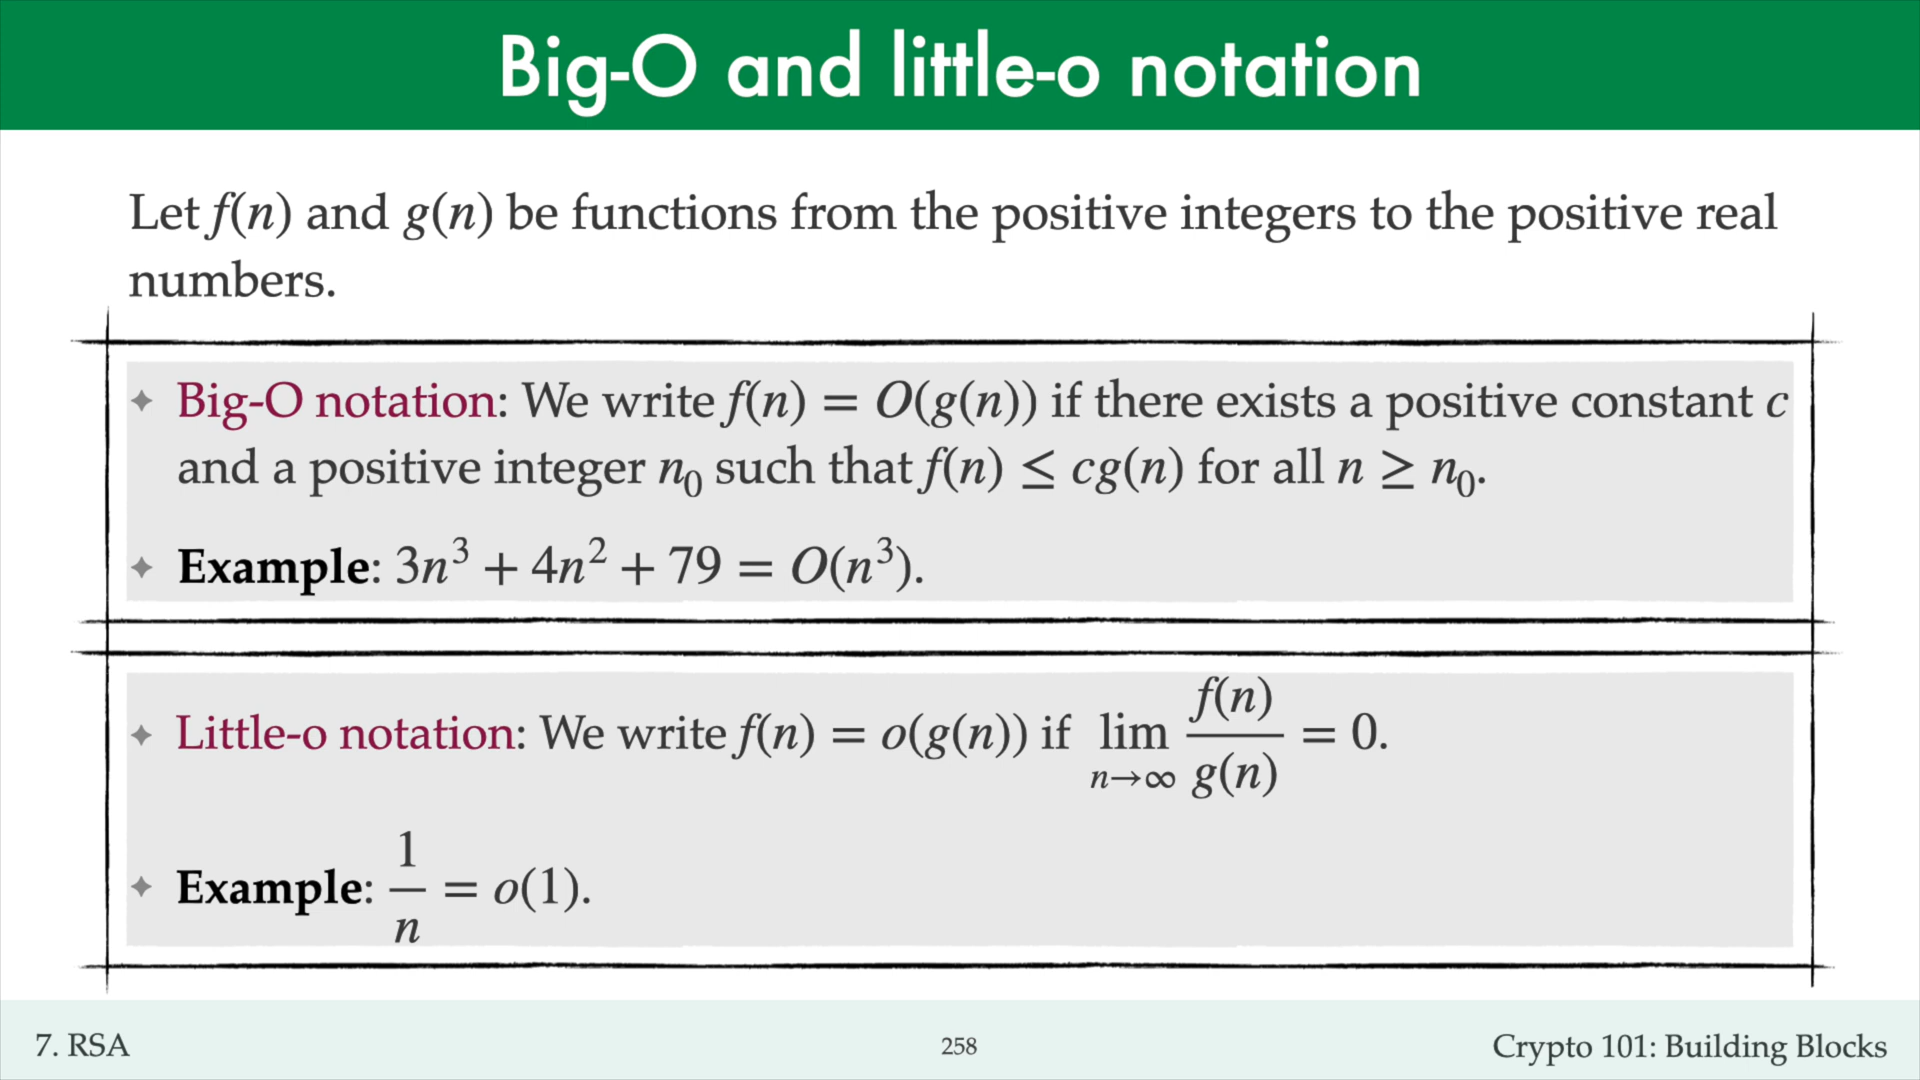 Big-O and little-o notation
Let f(n) and g(n) be functions from the positive integers to the positive real
numbers.
✦ Big-O notation: We write f(n) = O(g(n)) if there exists a positive constant c
and a positive integer n₀ such that f(n) ≤ cg(n) for all n ≥ n₀.
✦ Example: 3n³ + 4n² + 79 = O(n³).
✦ Little-o notation: We write f(n) = o(g(n)) if lim_{n→∞} f(n)/g(n) = 0.
✦ Example: 1/n = o(1).
7. RSA
258
Crypto 101: Building Blocks